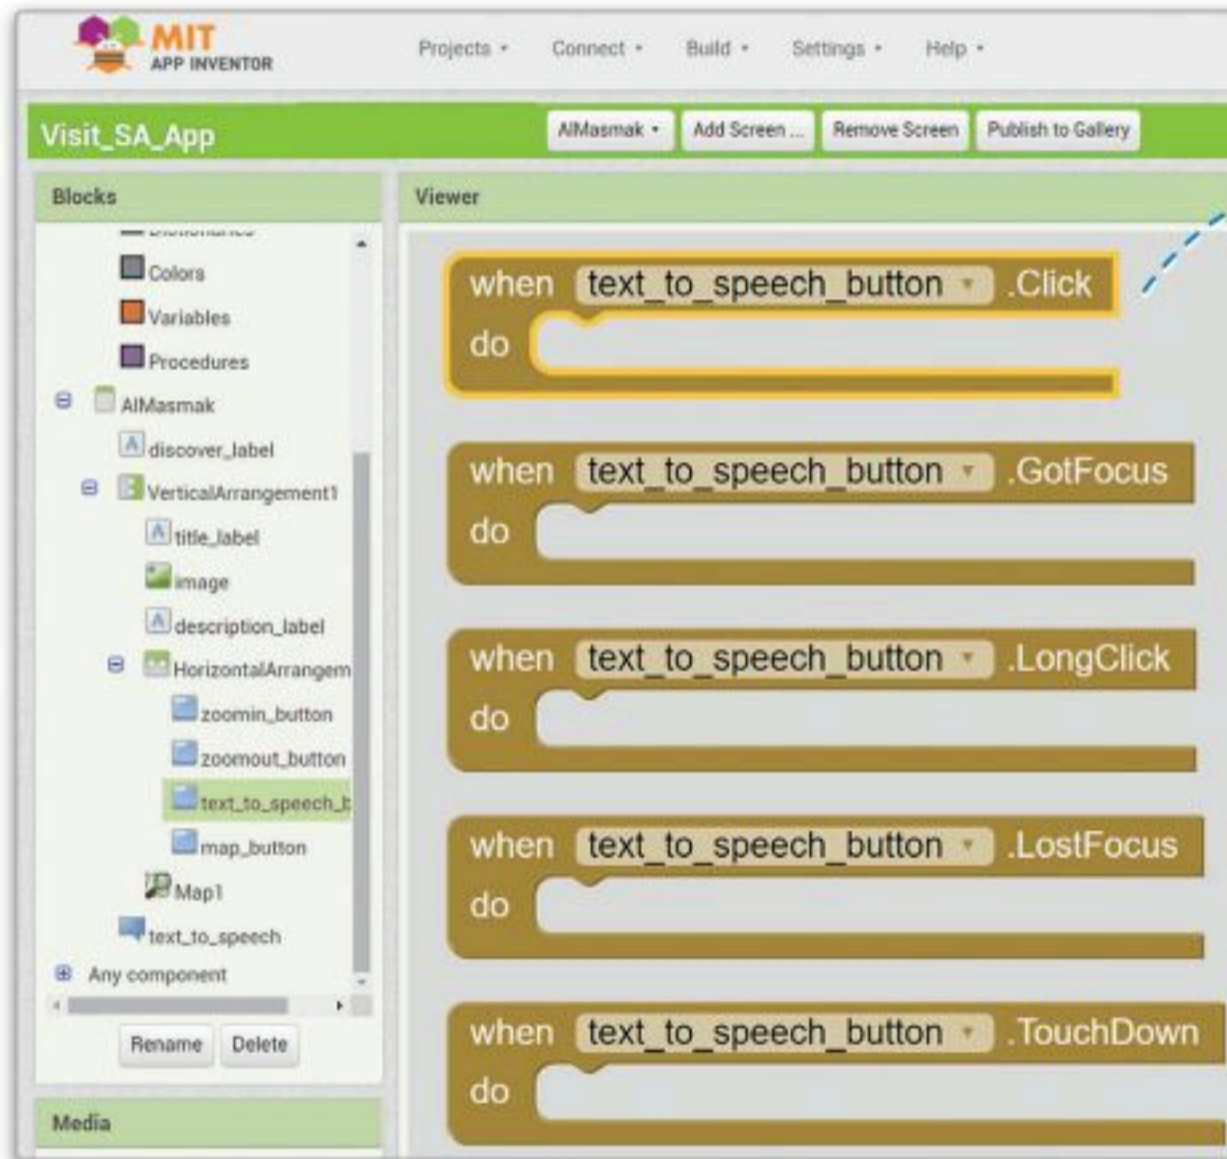 MIT
APP INVENTOR
Projects Connect Build Settings Help
Visit_SA_App
AlMasmak Add Screen ... Remove Screen Publish to Gallery
Blocks
Colors
Variables
Procedures
AlMasmak
discover_label
VerticalArrangement1
title_label
image
description_label
HorizontalArrangem
zoomin_button
zoomout_button
text_to_speech_b
map_button
Map1
text_to_speech
Any component
Rename Delete
Media
Viewer
when text_to_speech_button .Click
do
when text_to_speech_button .GotFocus
do
when text_to_speech_button .LongClick
do
when text_to_speech_button .LostFocus
do
when text_to_speech_button .TouchDown
do